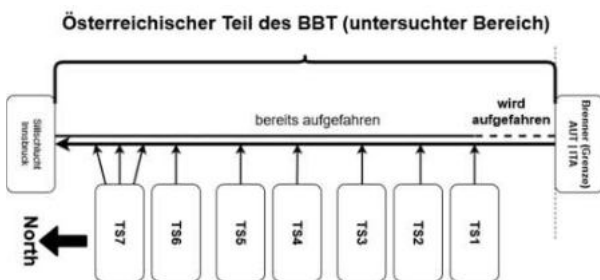 Österreichischer Teil des BBT (untersuchter Bereich)
bereits aufgefahren
wird
aufgefahren
Sillschlucht
Innsbruck
Brenner (Grenze)
AUT | ITA
TS7
TS6
TS5
TS4
TS3
TS2
TS1
North